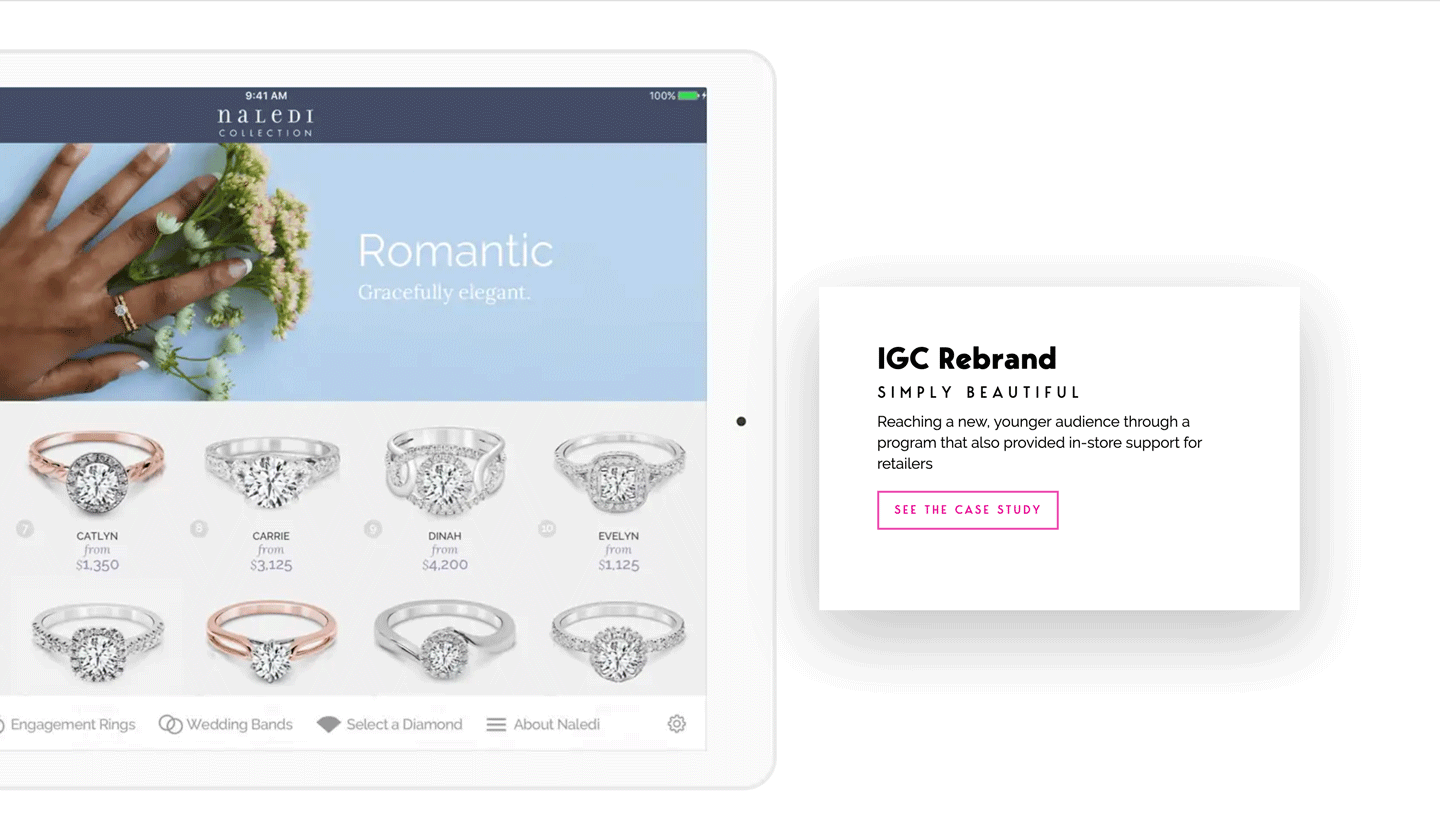 9:41 AM
100%
NALEDI
COLLECTION
Romantic
Gracefully elegant.
7
CATLYN
from
$1,350
8
CARRIE
from
$3,125
9
DINAH
from
$4,200
10
EVELYN
from
$1,125
Engagement Rings
Wedding Bands
Select a Diamond
About Naledi
IGC Rebrand
SIMPLY BEAUTIFUL
Reaching a new, younger audience through a
program that also provided in-store support for
retailers
SEE THE CASE STUDY